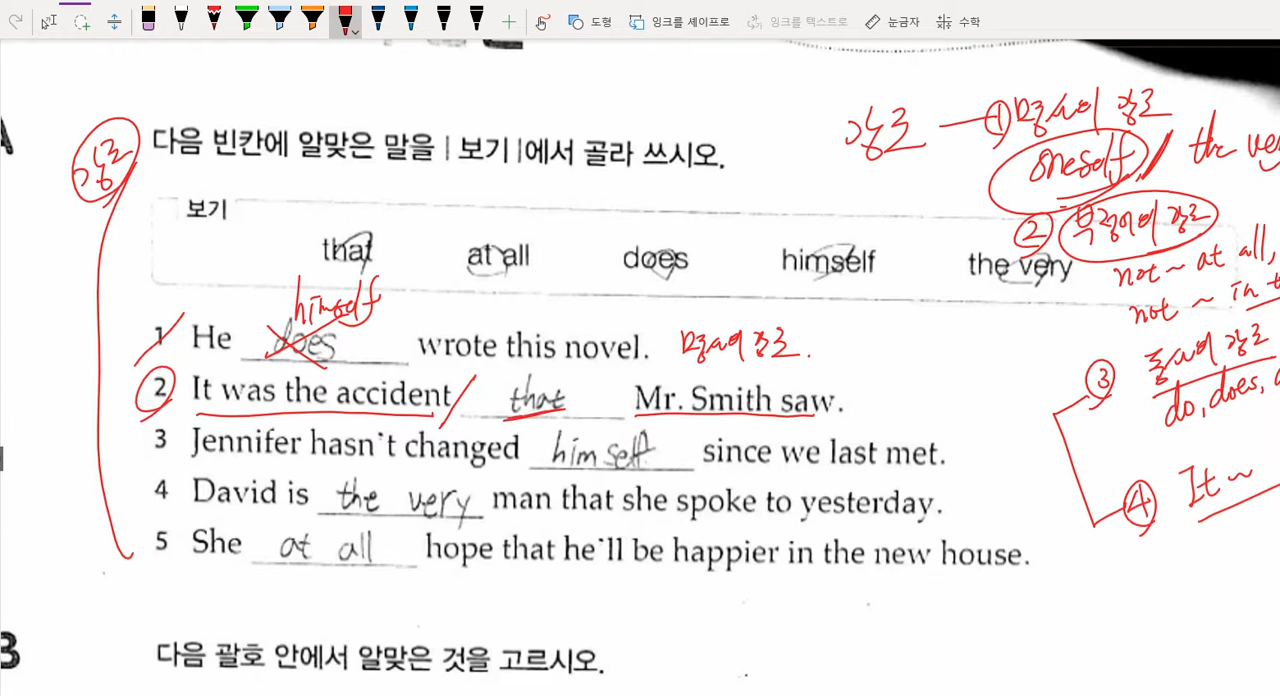 도형 잉크를 셰이프로 잉크를 텍스트로 눈금자 수학
A
강조
다음 빈칸에 알맞은 말을 |보기|에서 골라 쓰시오.
강조 ① 명사의 강조
oneself / the ve
보기
② 부정어의 강조
that at all does himself the very
not~ at all,
not ~ in t
himself
1 He does wrote this novel. 명사의 강조.
③ 동사의 강조
do, does,
2 It was the accident / that Mr. Smith saw.
3 Jennifer hasn't changed himself since we last met.
④ It ~
4 David is the very man that she spoke to yesterday.
5 She at all hope that he'll be happier in the new house.
B
다음 괄호 안에서 알맞은 것을 고르시오.